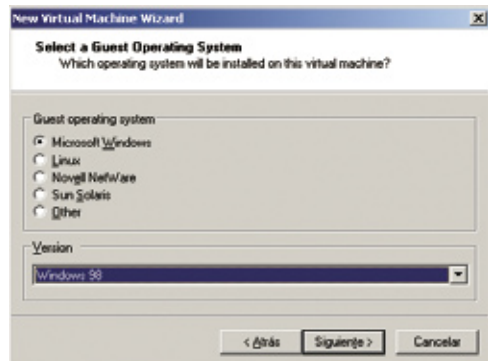 New Virtual Machine Wizard
Select a Guest Operating System
Which operating system will be installed on this virtual machine?
Guest operating system
Microsoft Windows
Linux
Novell NetWare
Sun Solaris
Other
Version
Windows 98
< Atrás
Siguiente >
Cancelar